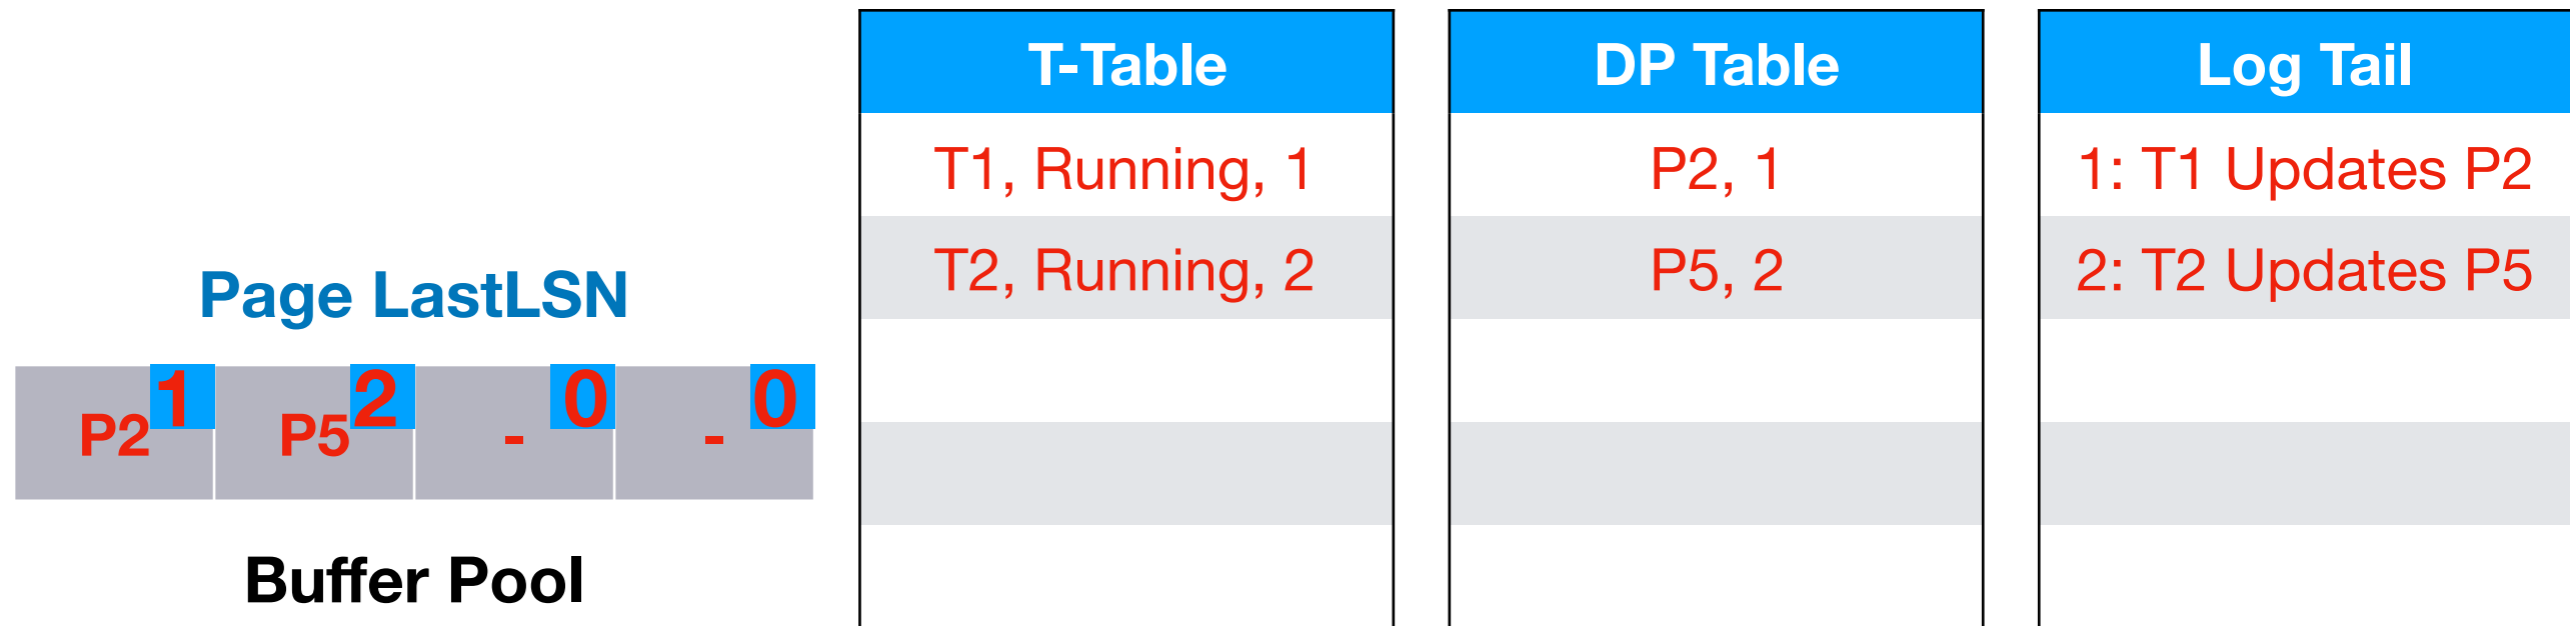 T-Table
T1, Running, 1
T2, Running, 2
DP Table
P2, 1
P5, 2
Log Tail
1: T1 Updates P2
2: T2 Updates P5
Page LastLSN
P2 1 P5 2 - 0 - 0
Buffer Pool